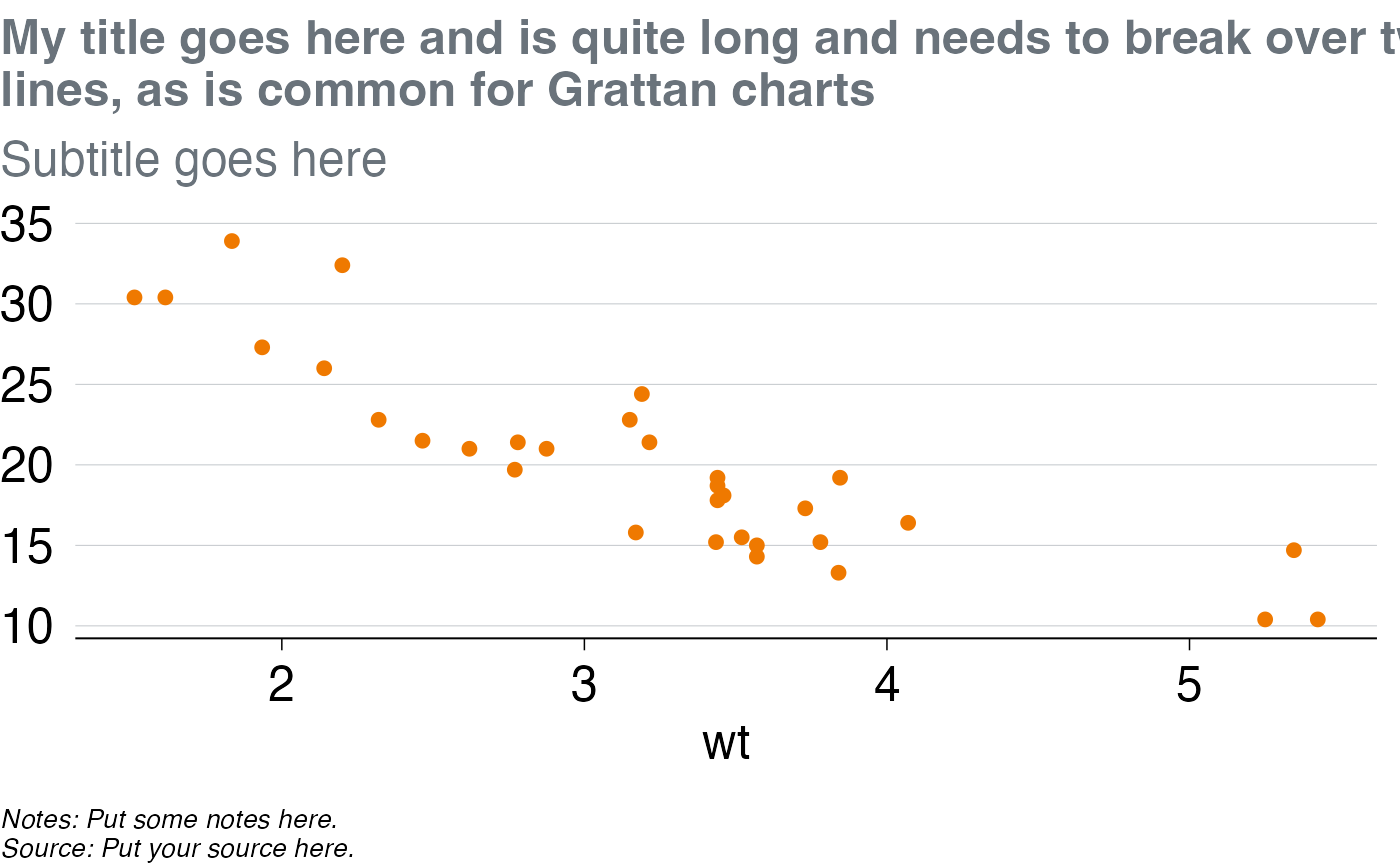 My title goes here and is quite long and needs to break over
lines, as is common for Grattan charts
Subtitle goes here
35
30
25
20
15
10
2 3 4 5
wt
Notes: Put some notes here.
Source: Put your source here.